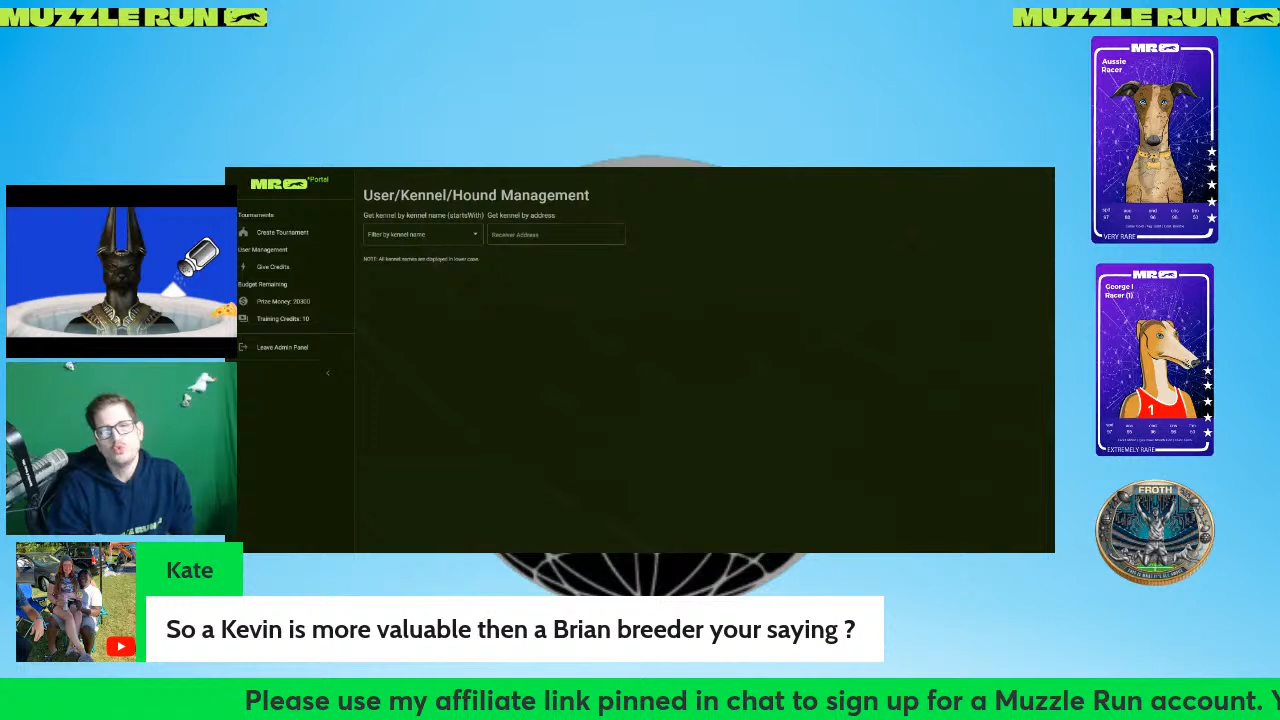 MUZZLE RUN
MUZZLE RUN
MR
Aussie
Racer
VERY RARE
MR
George I
Racer (1)
1
EXTREMELY RARE
FROTH
MR
*Portal
Tournaments
Create Tournament
User Management
Give Credits
Budget Remaining
Prize Money: 20300
Training Credits: 10
Leave Admin Panel
User/Kennel/Hound Management
Get kennel by kennel name (startsWith) Get kennel by address
Filter by kennel name
Receiver Address
NOTE: All kennel names are displayed in lower case.
Kate
So a Kevin is more valuable then a Brian breeder your saying ?
Please use my affiliate link pinned in chat to sign up for a Muzzle Run account. Y